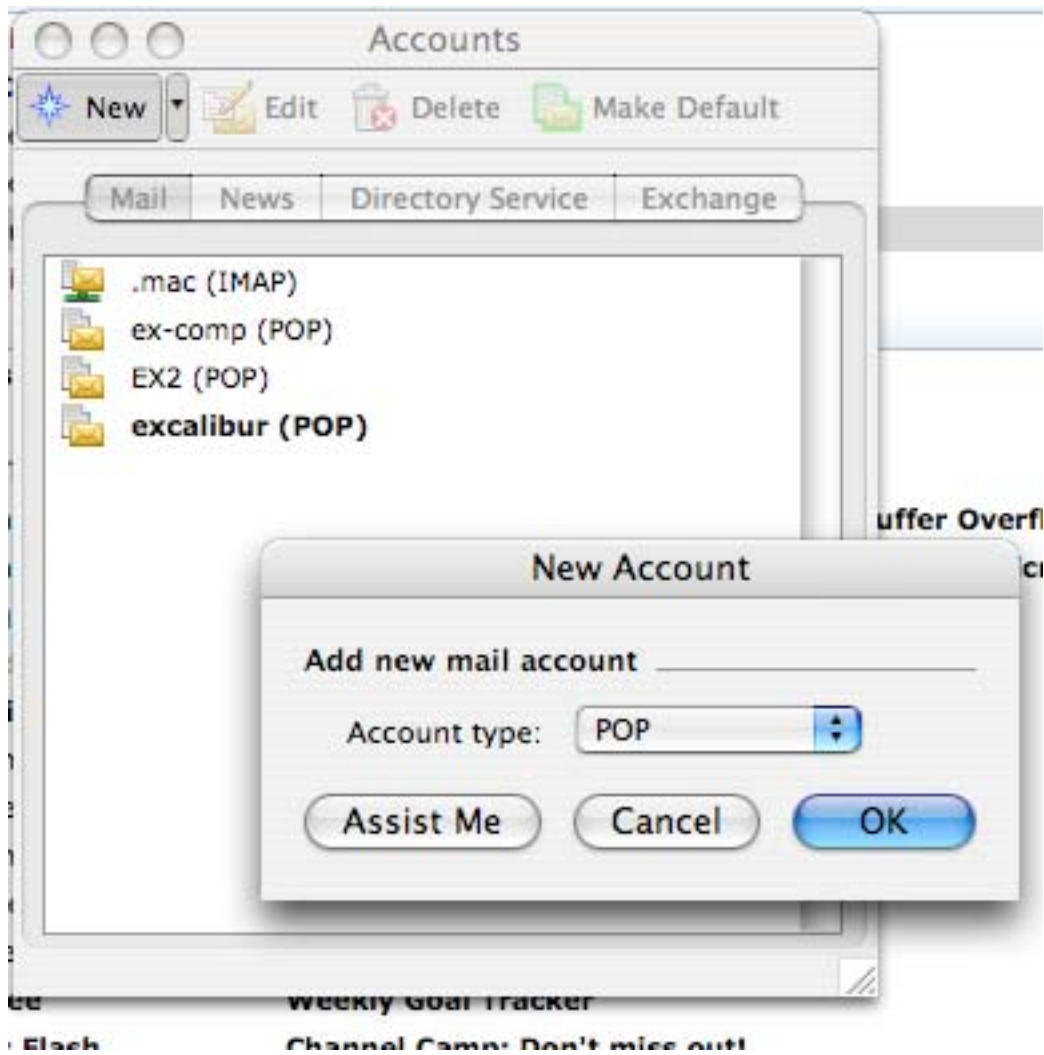 Accounts
New Edit Delete Make Default
Mail News Directory Service Exchange
.mac (IMAP)
ex-comp (POP)
EX2 (POP)
excalibur (POP)
New Account
Add new mail account
Account type: POP
Assist Me Cancel OK
Weekly Goal Tracker
Flash Channel Camp: Don't miss out!